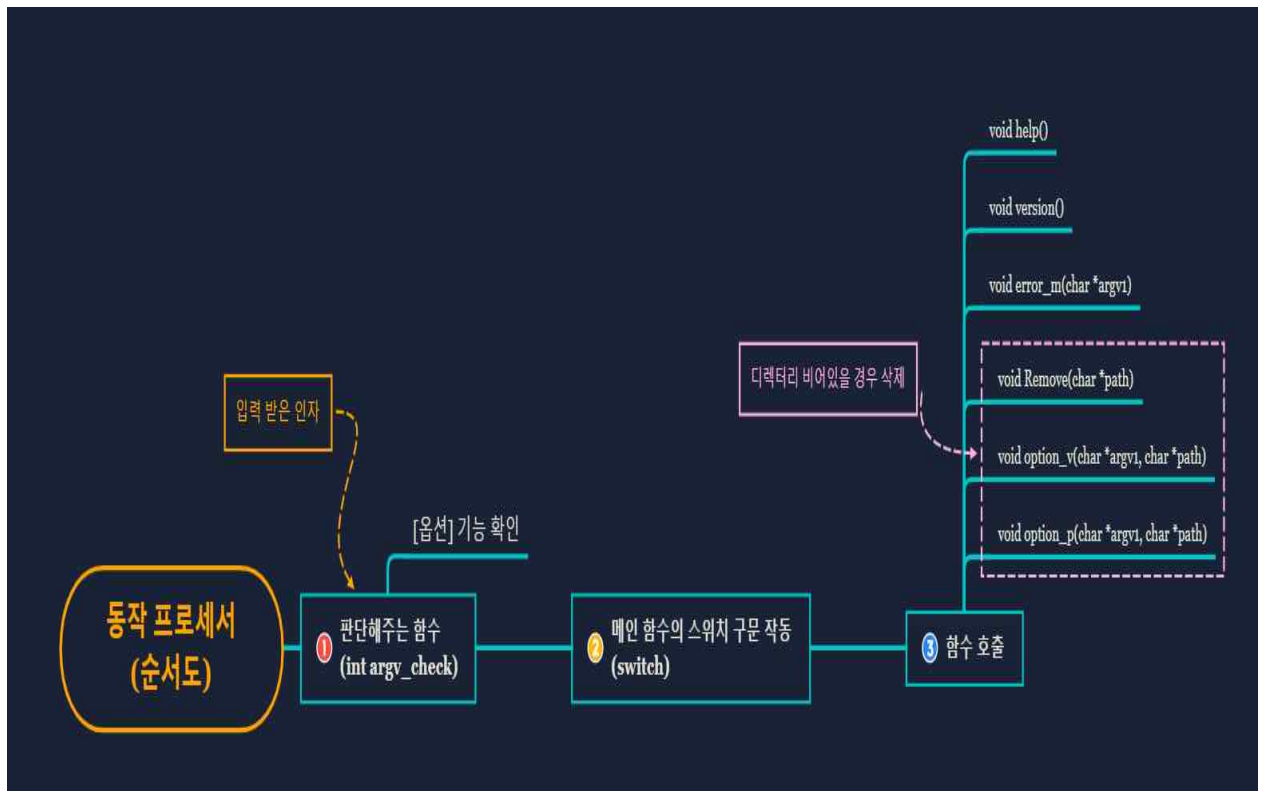 동작 프로세서
(순서도)
입력 받은 인자
① 판단해주는 함수
(int argv_check)
[옵션] 기능 확인
② 메인 함수의 스위치 구문 작동
(switch)
③ 함수 호출
void help()
void version()
void error_m(char *argv1)
디렉터리 비어있을 경우 삭제
void Remove(char *path)
void option_v(char *argv1, char *path)
void option_p(char *argv1, char *path)